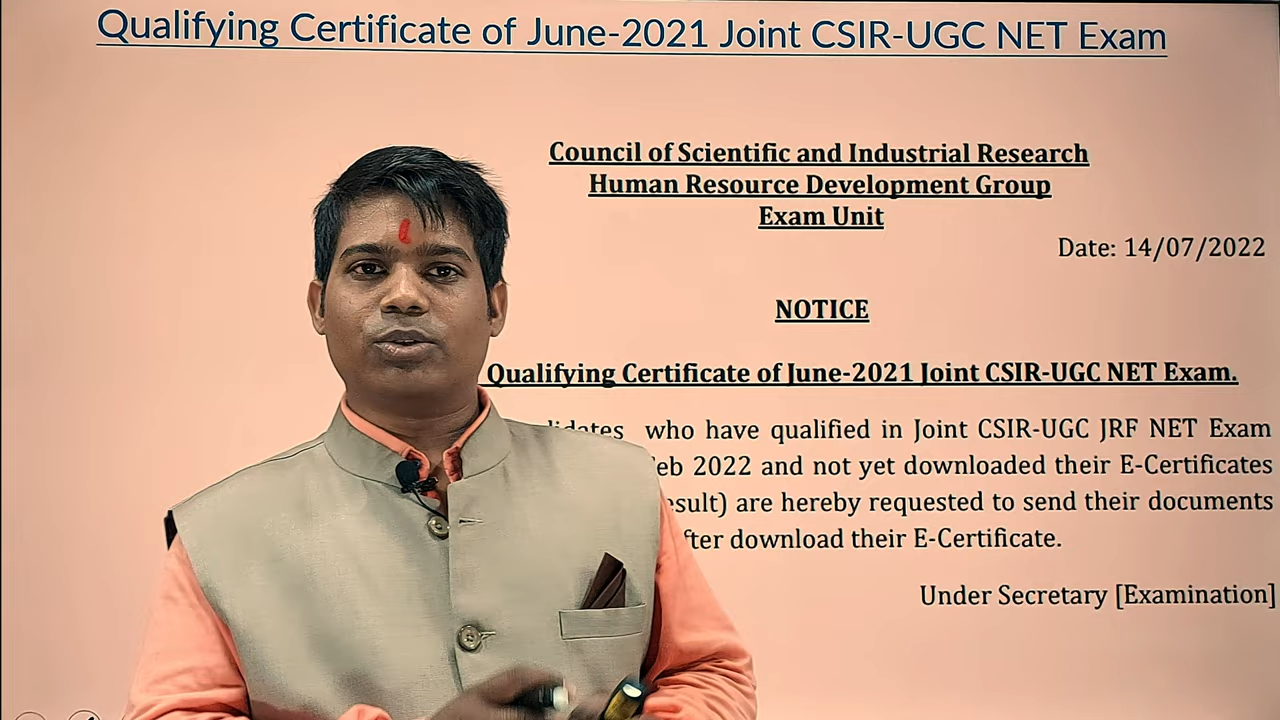 Qualifying Certificate of June-2021 Joint CSIR-UGC NET Exam
Council of Scientific and Industrial Research
Human Resource Development Group
Exam Unit
Date: 14/07/2022
NOTICE
Qualifying Certificate of June-2021 Joint CSIR-UGC NET Exam.
who have qualified in Joint CSIR-UGC JRF NET Exam
2022 and not yet downloaded their E-Certificates
are hereby requested to send their documents
download their E-Certificate.
Under Secretary [Examination]